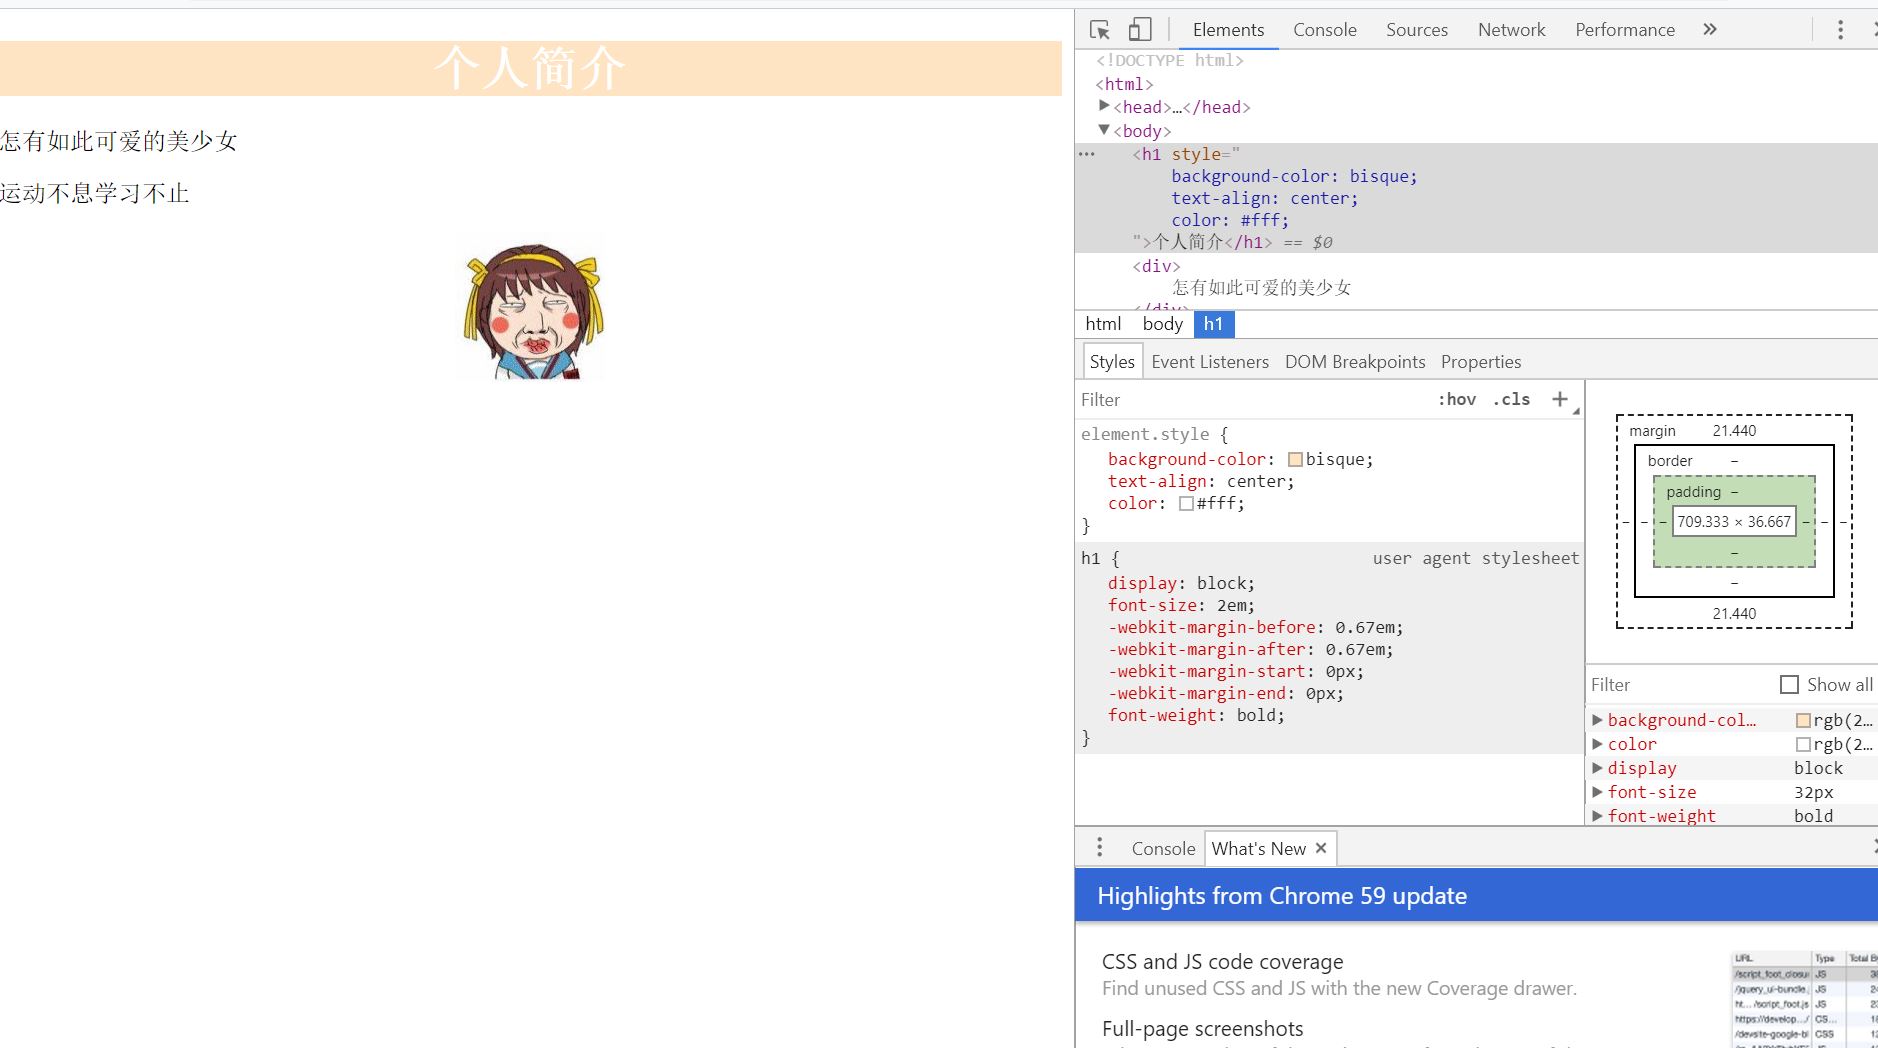 个人简介
怎有如此可爱的美少女
运动不息学习不止
Elements Console Sources Network Performance »
<!DOCTYPE html>
<html>
<head>…</head>
<body>
<h1 style="
background-color: bisque;
text-align: center;
color: #fff;
">个人简介</h1> == $0
<div>
怎有如此可爱的美少女
</div>
html body h1
Styles Event Listeners DOM Breakpoints Properties
Filter :hov .cls +
element.style {
background-color: bisque;
text-align: center;
color: #fff;
}
h1 { user agent stylesheet
display: block;
font-size: 2em;
-webkit-margin-before: 0.67em;
-webkit-margin-after: 0.67em;
-webkit-margin-start: 0px;
-webkit-margin-end: 0px;
font-weight: bold;
}
margin 21.440
border –
padding –
– – – 709.333 × 36.667 – – –
–
–
21.440
Filter Show all
background-col… rgb(2…
color rgb(2…
display block
font-size 32px
font-weight bold
Console What's New ×
Highlights from Chrome 59 update
CSS and JS code coverage
Find unused CSS and JS with the new Coverage drawer.
Full-page screenshots
URL Type Total B
/script_foot_closu JS
/jquery_ui-bundle.j JS
ht… /script_foot.js JS
https://develop…/ CS…
/devsite-google-bl CSS